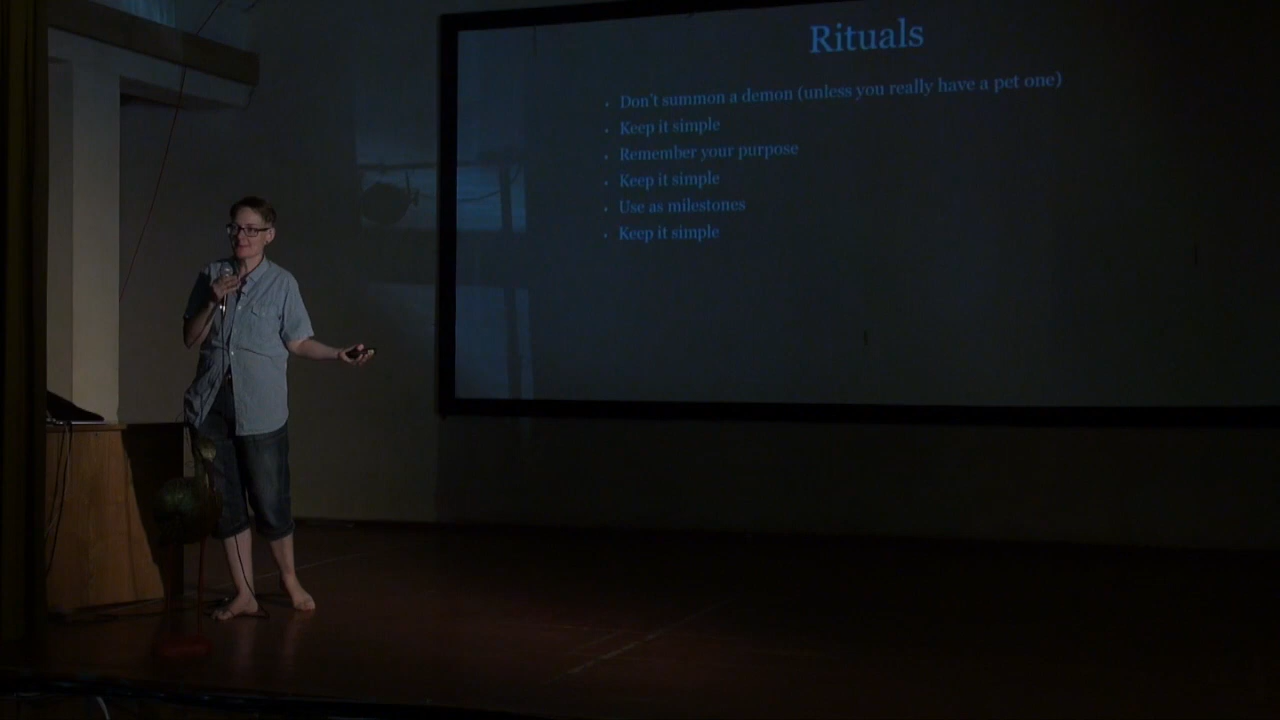 Rituals
Don't summon a demon (unless you really have a pet one)
Keep it simple
Remember your purpose
Keep it simple
Use as milestones
Keep it simple